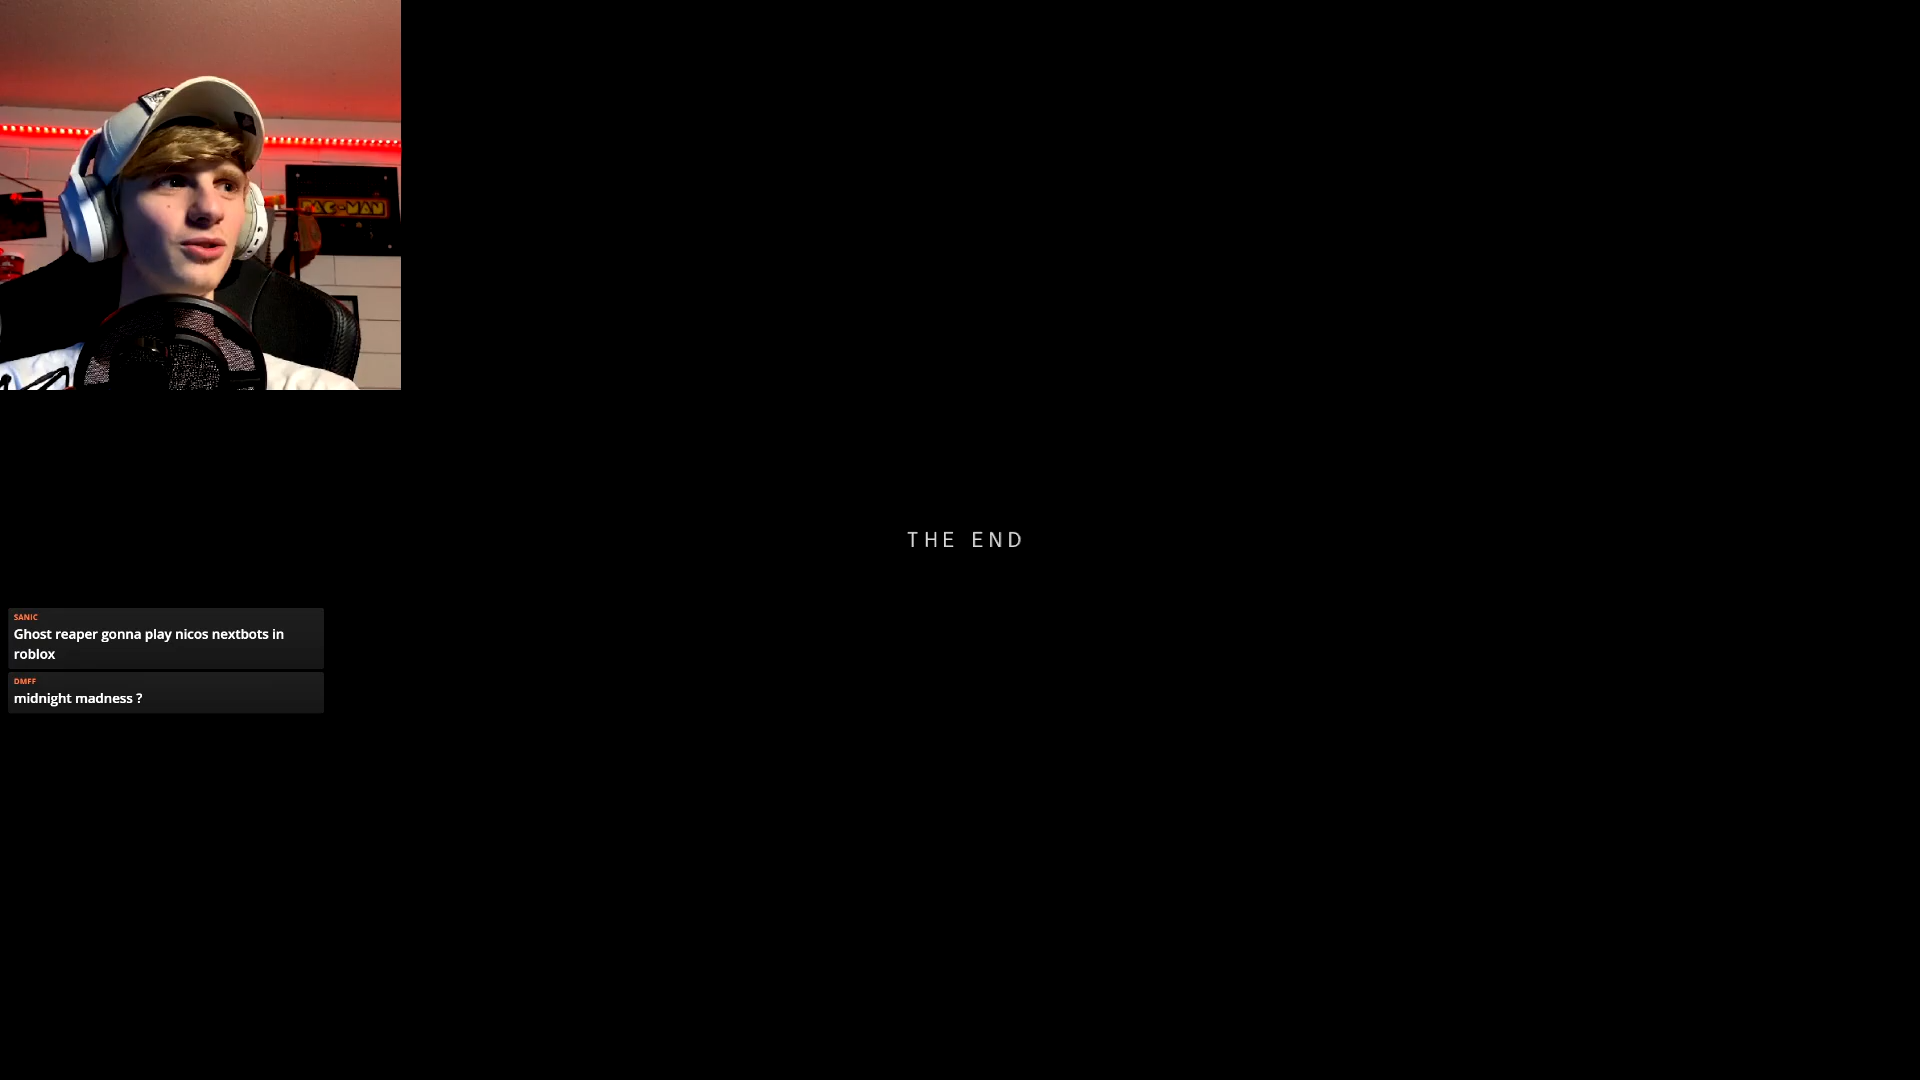 PAC-MAN
THE END
SANIC
Ghost reaper gonna play nicos nextbots in
roblox
DMFF
midnight madness ?